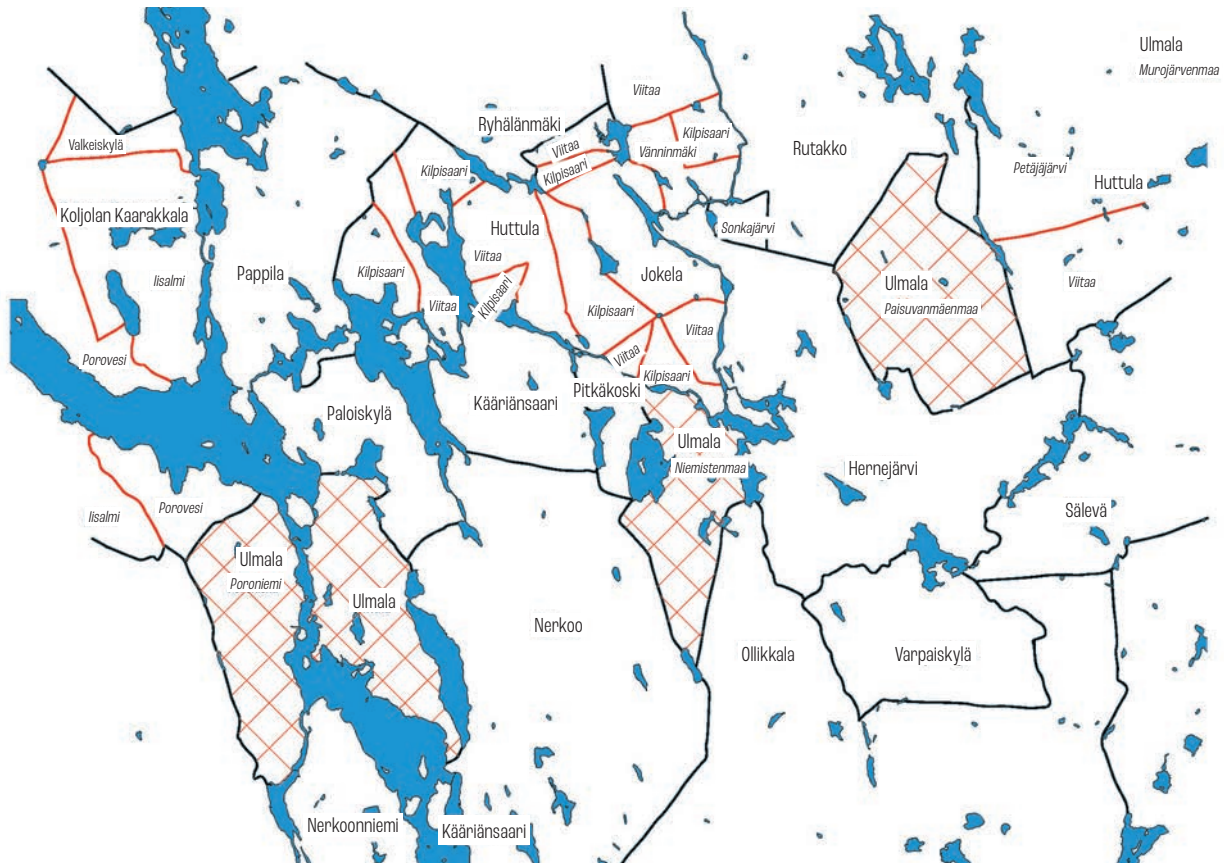 Ulmala
Murojärvenmaa
Viitaa
Ryhälänmäki
Kilpisaari
Valkeiskylä
Viitaa
Vänninmäki
Rutakko
Kilpisaari
Kilpisaari
Petäjäjärvi
Huttula
Koljolan Kaarakkala
Huttula
Sonkajärvi
Iisalmi
Pappila
Kilpisaari
Viitaa
Jokela
Ulmala
Paisuvanmäenmaa
Viitaa
Viitaa
Kilpisaari
Kilpisaari
Viitaa
Porovesi
Viitaa
Kilpisaari
Paloiskylä
Kääriänsaari
Pitkäkoski
Ulmala
Niemistenmaa
Hernejärvi
Porovesi
Iisalmi
Sälevä
Ulmala
Poroniemi
Ulmala
Nerkoo
Ollikkala
Varpaiskylä
Nerkoonniemi
Kääriänsaari